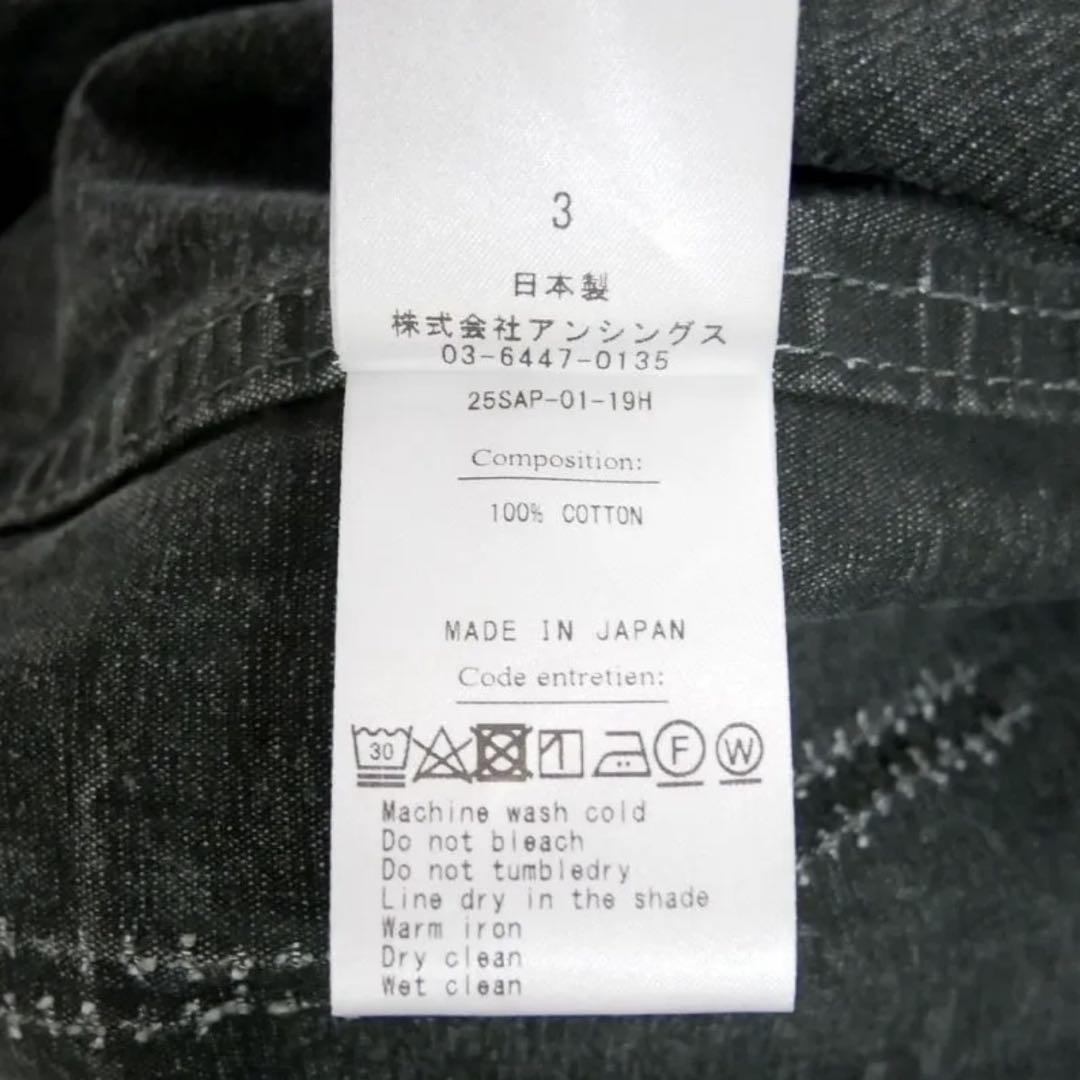 3
日本製
株式会社アンシングス
03-6447-0135
25SAP-01-19H
Composition:
100% COTTON
MADE IN JAPAN
Code entretien:
30 F W
Machine wash cold
Do not bleach
Do not tumbledry
Line dry in the shade
Warm iron
Dry clean
Wet clean